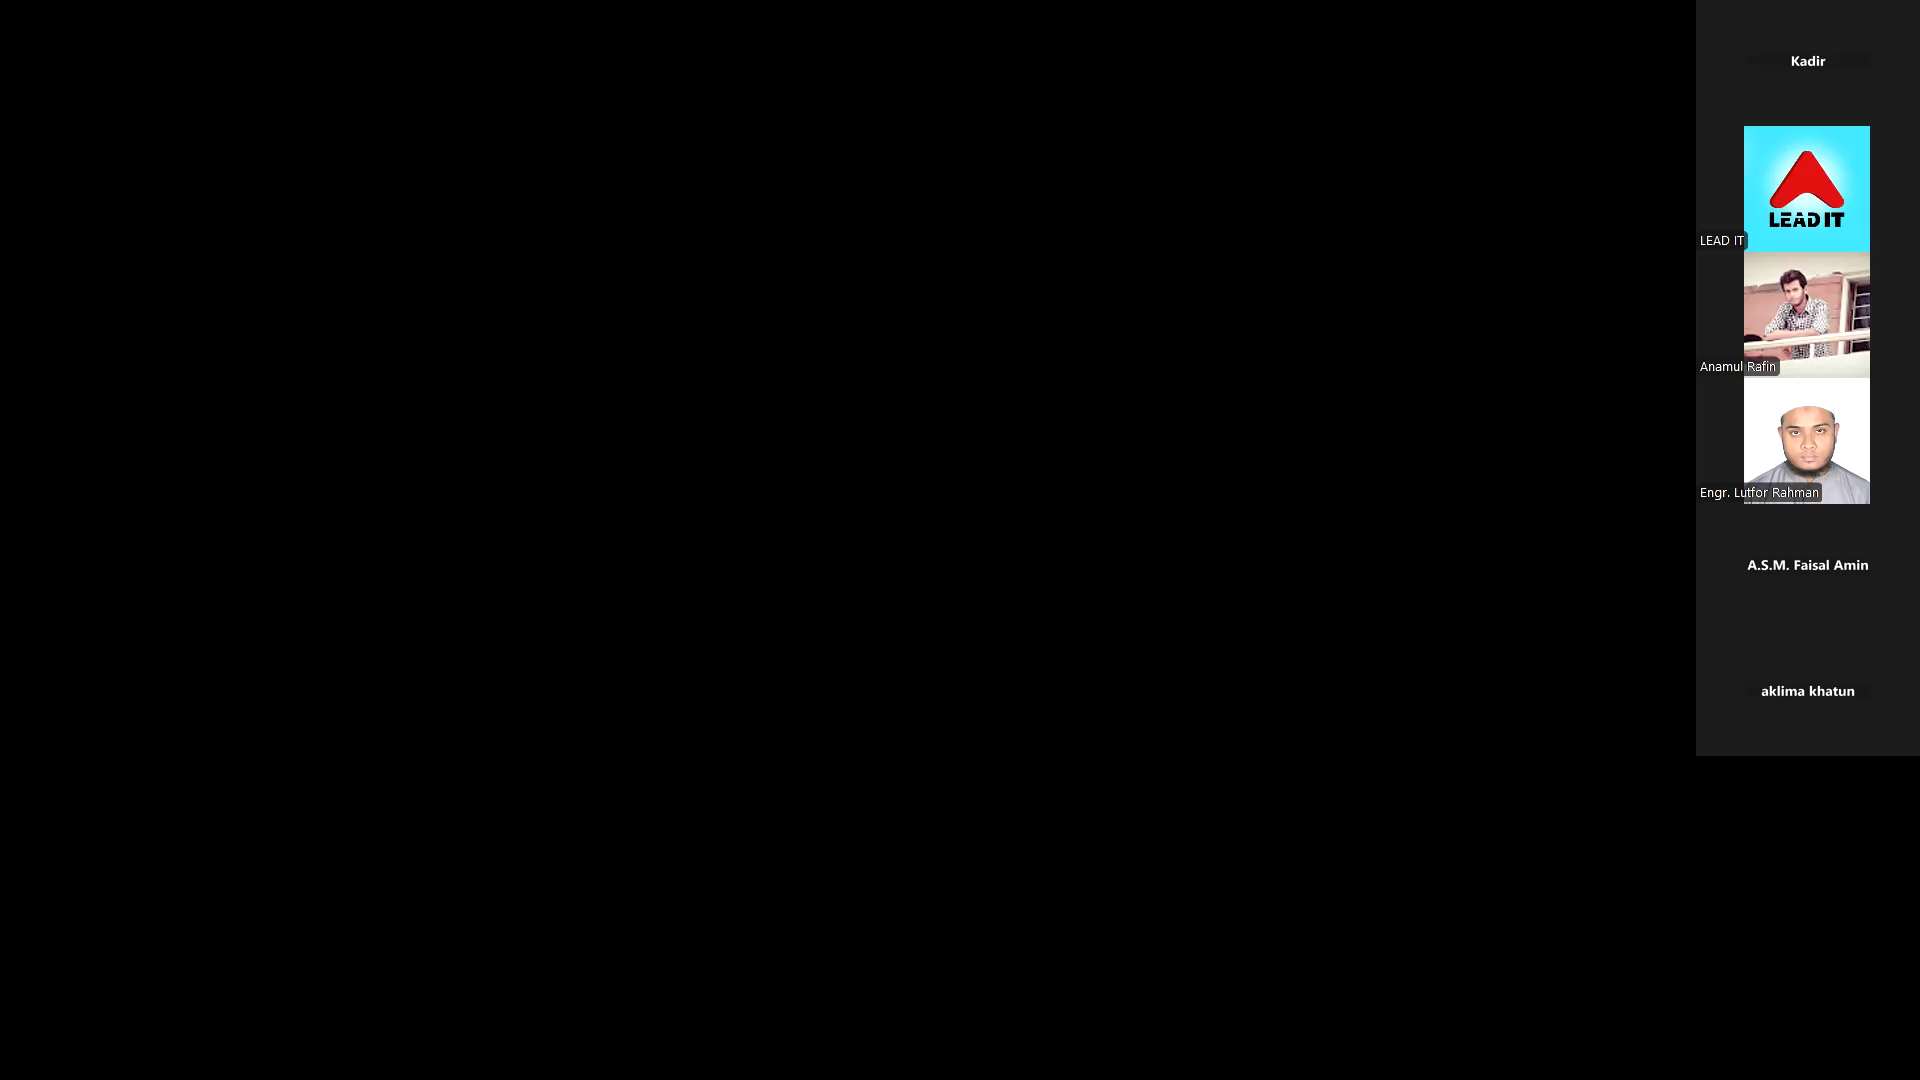 Kadir
LEAD IT
LEAD IT
Anamul Rafin
Engr. Lutfor Rahman
A.S.M. Faisal Amin
aklima khatun